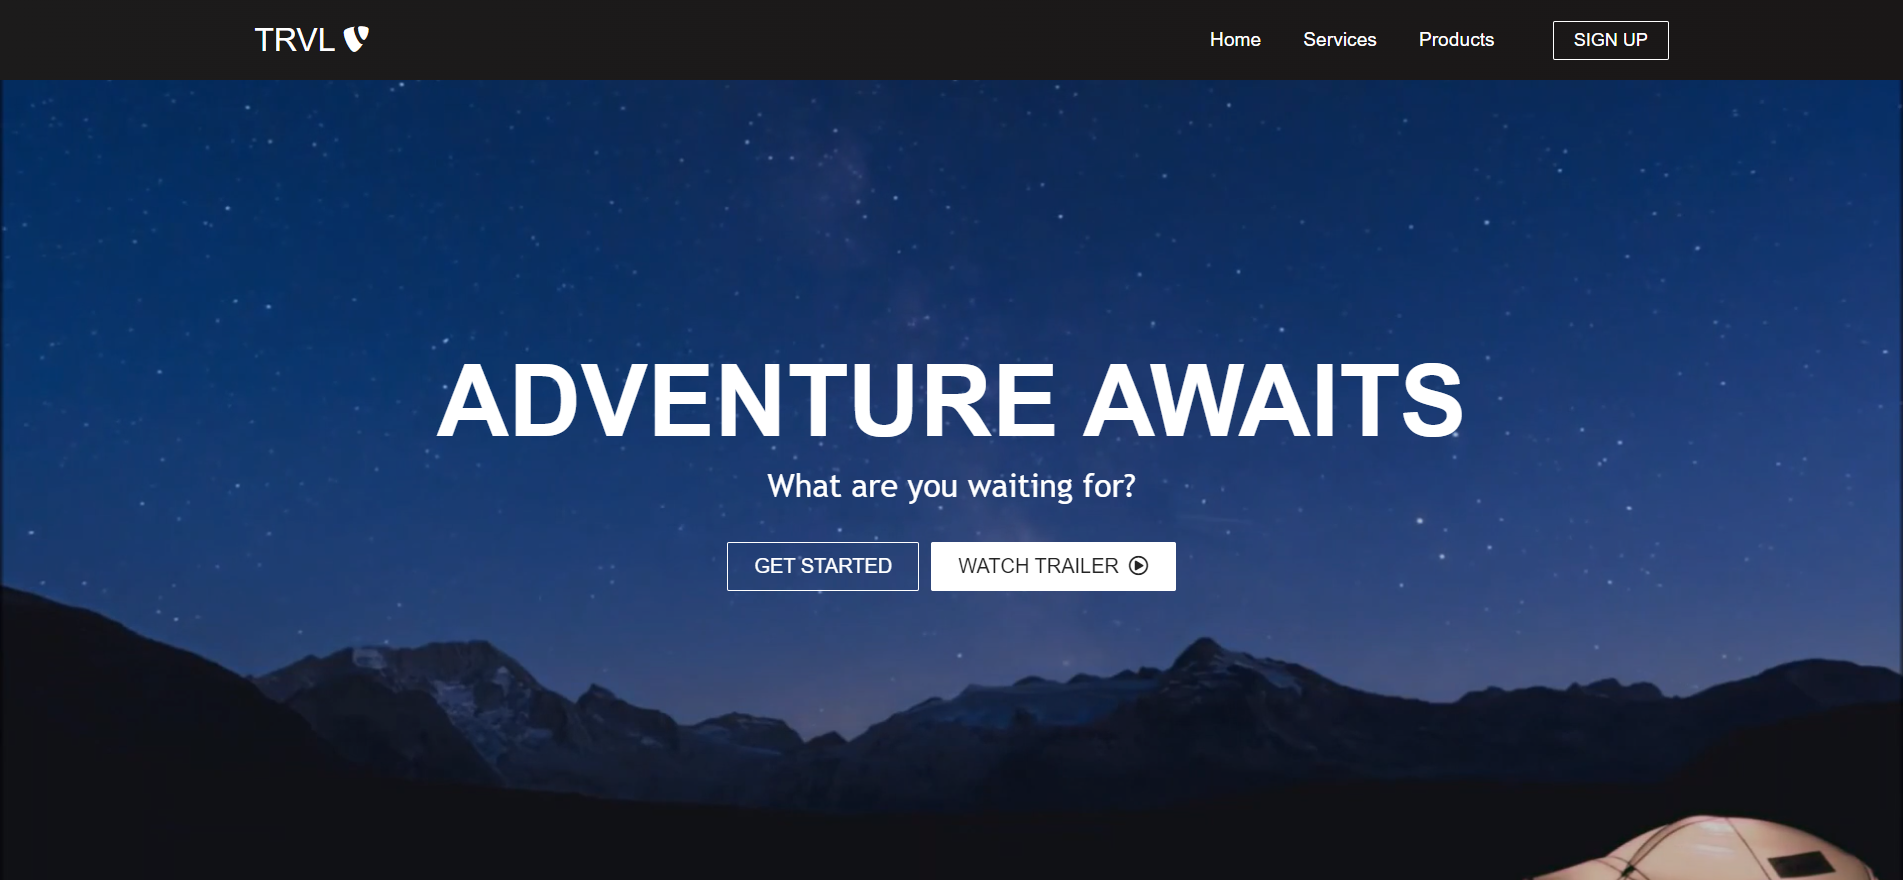 TRVL
Home Services Products SIGN UP
ADVENTURE AWAITS
What are you waiting for?
GET STARTED WATCH TRAILER